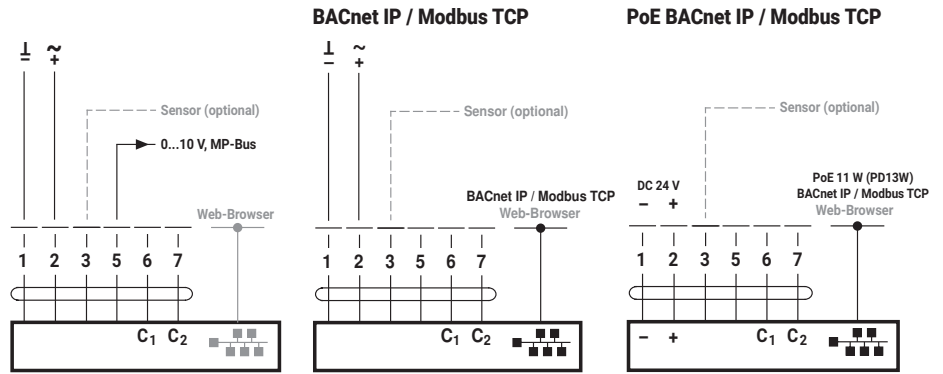 BACnet IP / Modbus TCP
PoE BACnet IP / Modbus TCP
⊥ ~
= +
Sensor (optional)
0...10 V, MP-Bus
Web-Browser
1 2 3 5 6 7
C1 C2
⊥ ~
– +
Sensor (optional)
BACnet IP / Modbus TCP
Web-Browser
1 2 3 5 6 7
C1 C2
Sensor (optional)
DC 24 V
– +
PoE 11 W (PD13W)
BACnet IP / Modbus TCP
Web-Browser
1 2 3 5 6 7
– + C1 C2